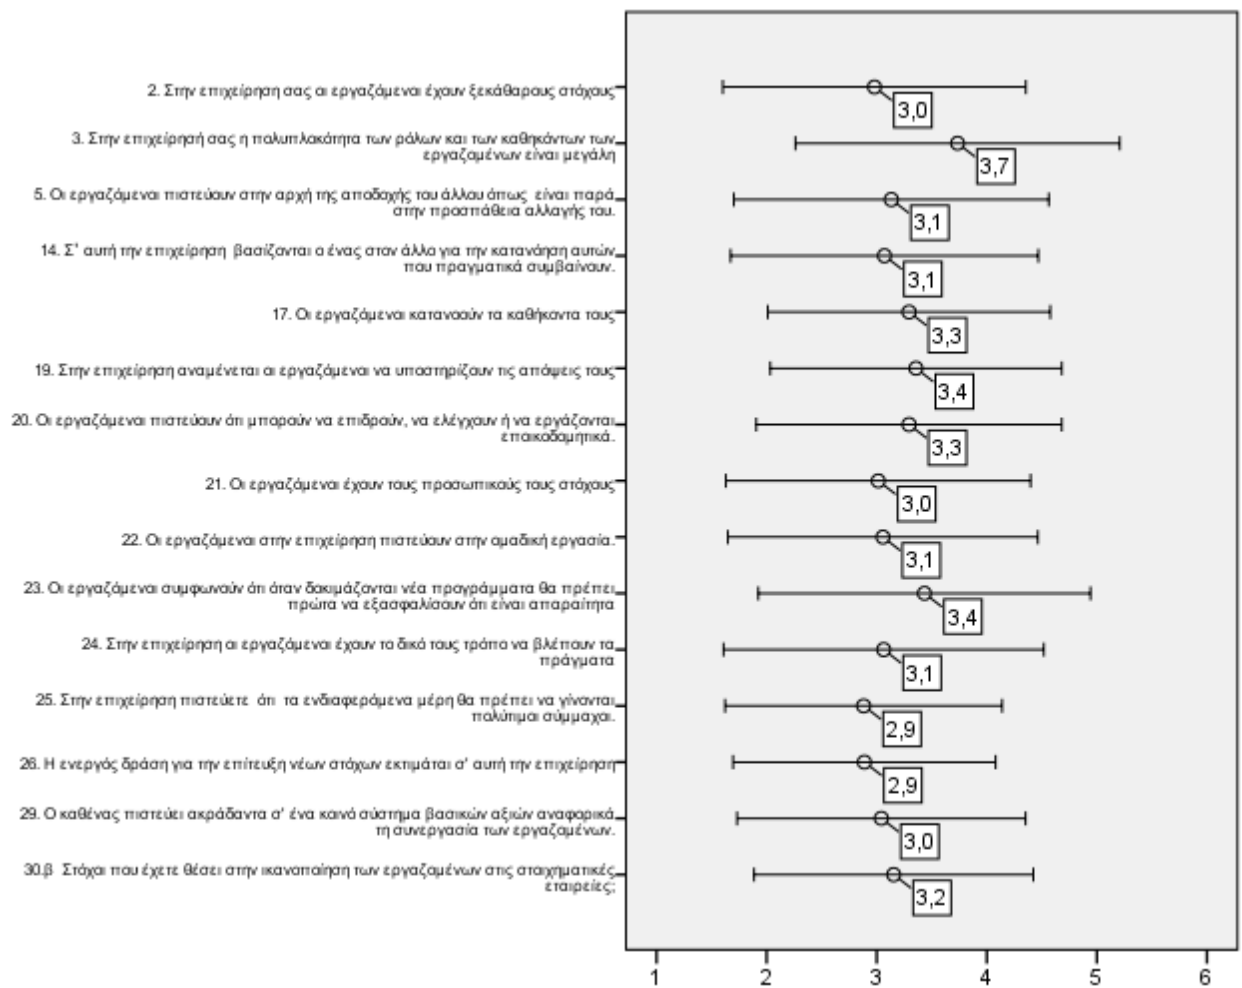 2. Στην επιχείρηση σας οι εργαζόμενοι έχουν ξεκάθαρους στόχους
3,0
3. Στην επιχείρησή σας η πολυπλοκότητα των ρόλων και των καθηκόντων των
εργαζομένων είναι μεγάλη
3,7
5. Οι εργαζόμενοι πιστεύουν στην αρχή της αποδοχής του άλλου όπως είναι παρά
στην προσπάθεια αλλαγής του.
3,1
14. Σ' αυτή την επιχείρηση βασίζονται ο ένας στον άλλο για την κατανόηση αυτών
που πραγματικά συμβαίνουν.
3,1
17. Οι εργαζόμενοι κατανοούν τα καθήκοντα τους
3,3
19. Στην επιχείρηση αναμένεται οι εργαζόμενοι να υποστηρίζουν τις απόψεις τους
3,4
20. Οι εργαζόμενοι πιστεύουν ότι μπορούν να επιδρούν, να ελέγχουν ή να εργάζονται
εποικοδομητικά.
3,3
21. Οι εργαζόμενοι έχουν τους προσωπικούς τους στόχους
3,0
22. Οι εργαζόμενοι στην επιχείρηση πιστεύουν στην ομαδική εργασία.
3,1
23. Οι εργαζόμενοι συμφωνούν ότι όταν δοκιμάζονται νέα προγράμματα θα πρέπει
πρώτα να εξασφαλίσουν ότι είναι απαραίτητα
3,4
24. Στην επιχείρηση οι εργαζόμενοι έχουν το δικό τους τρόπο να βλέπουν τα
πράγματα
3,1
25. Στην επιχείρηση πιστεύετε ότι τα ενδιαφερόμενα μέρη θα πρέπει να γίνονται
πολύτιμοι σύμμαχοι.
2,9
26. Η ενεργός δράση για την επίτευξη νέων στόχων εκτιμάται σ' αυτή την επιχείρηση
2,9
29. Ο καθένας πιστεύει ακράδαντα σ' ένα κοινό σύστημα βασικών αξιών αναφορικά
τη συνεργασία των εργαζομένων.
3,0
30.β Στόχοι που έχετε θέσει στην ικανοποίηση των εργαζομένων στις στοιχηματικές
εταιρείες;
3,2
1 2 3 4 5 6